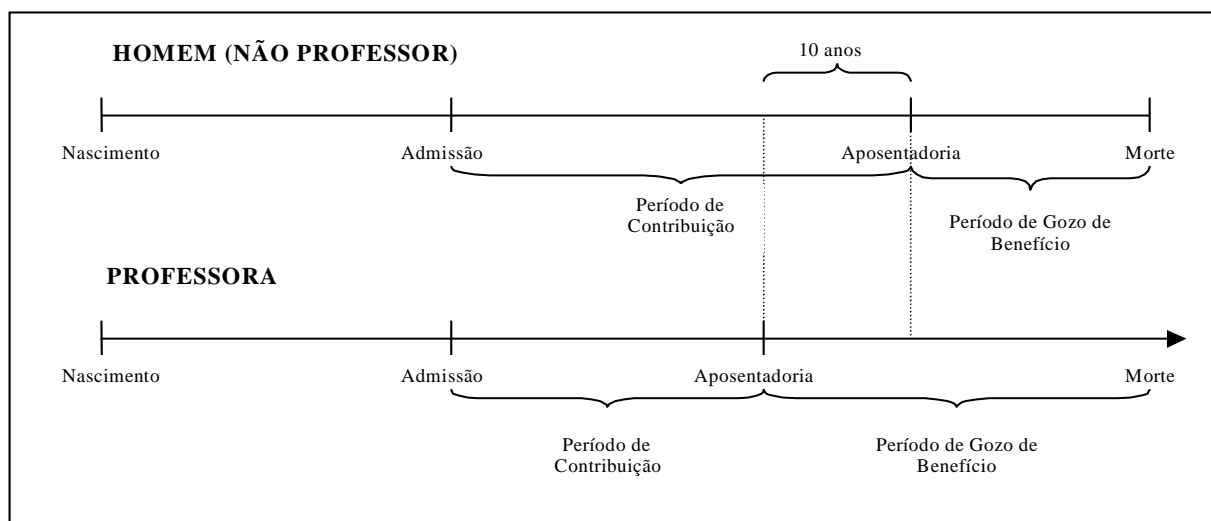 10 anos
HOMEM (NÃO PROFESSOR)
Nascimento
Admissão
Aposentadoria
Morte
Período de
Contribuição
Período de Gozo de
Benefício
PROFESSORA
Nascimento
Admissão
Aposentadoria
Morte
Período de
Contribuição
Período de Gozo de
Benefício